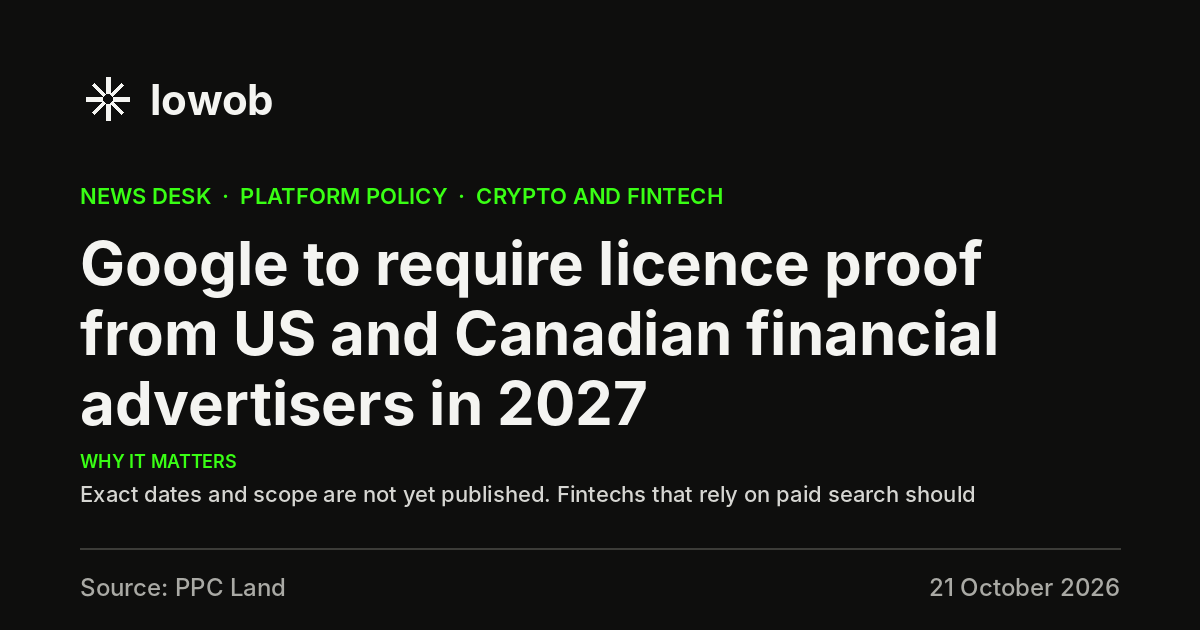 lowob
NEWS DESK · PLATFORM POLICY · CRYPTO AND FINTECH
Google to require licence proof
from US and Canadian financial
advertisers in 2027
WHY IT MATTERS
Exact dates and scope are not yet published. Fintechs that rely on paid search should
Source: PPC Land
21 October 2026